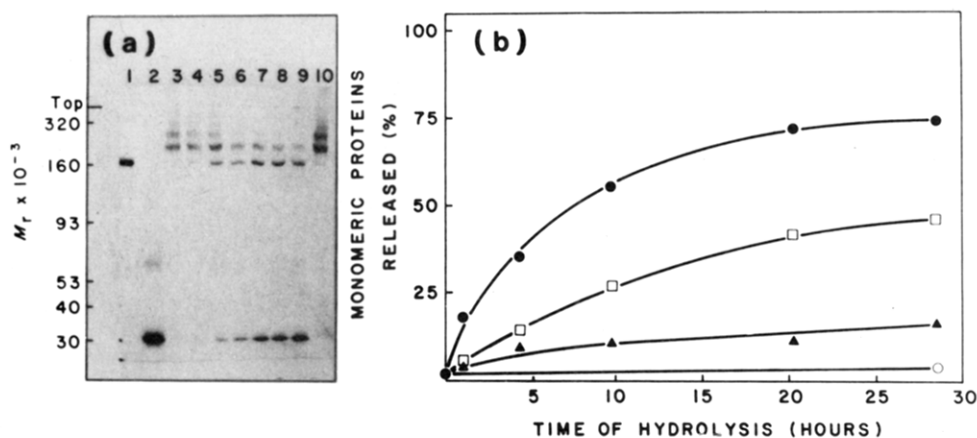 (a)
1 2 3 4 5 6 7 8 9 10
Top
320
160
93
53
40
30
Mr x 10⁻³
(b)
MONOMERIC PROTEINS
RELEASED (%)
100
75
50
25
5 10 15 20 25 30
TIME OF HYDROLYSIS (HOURS)